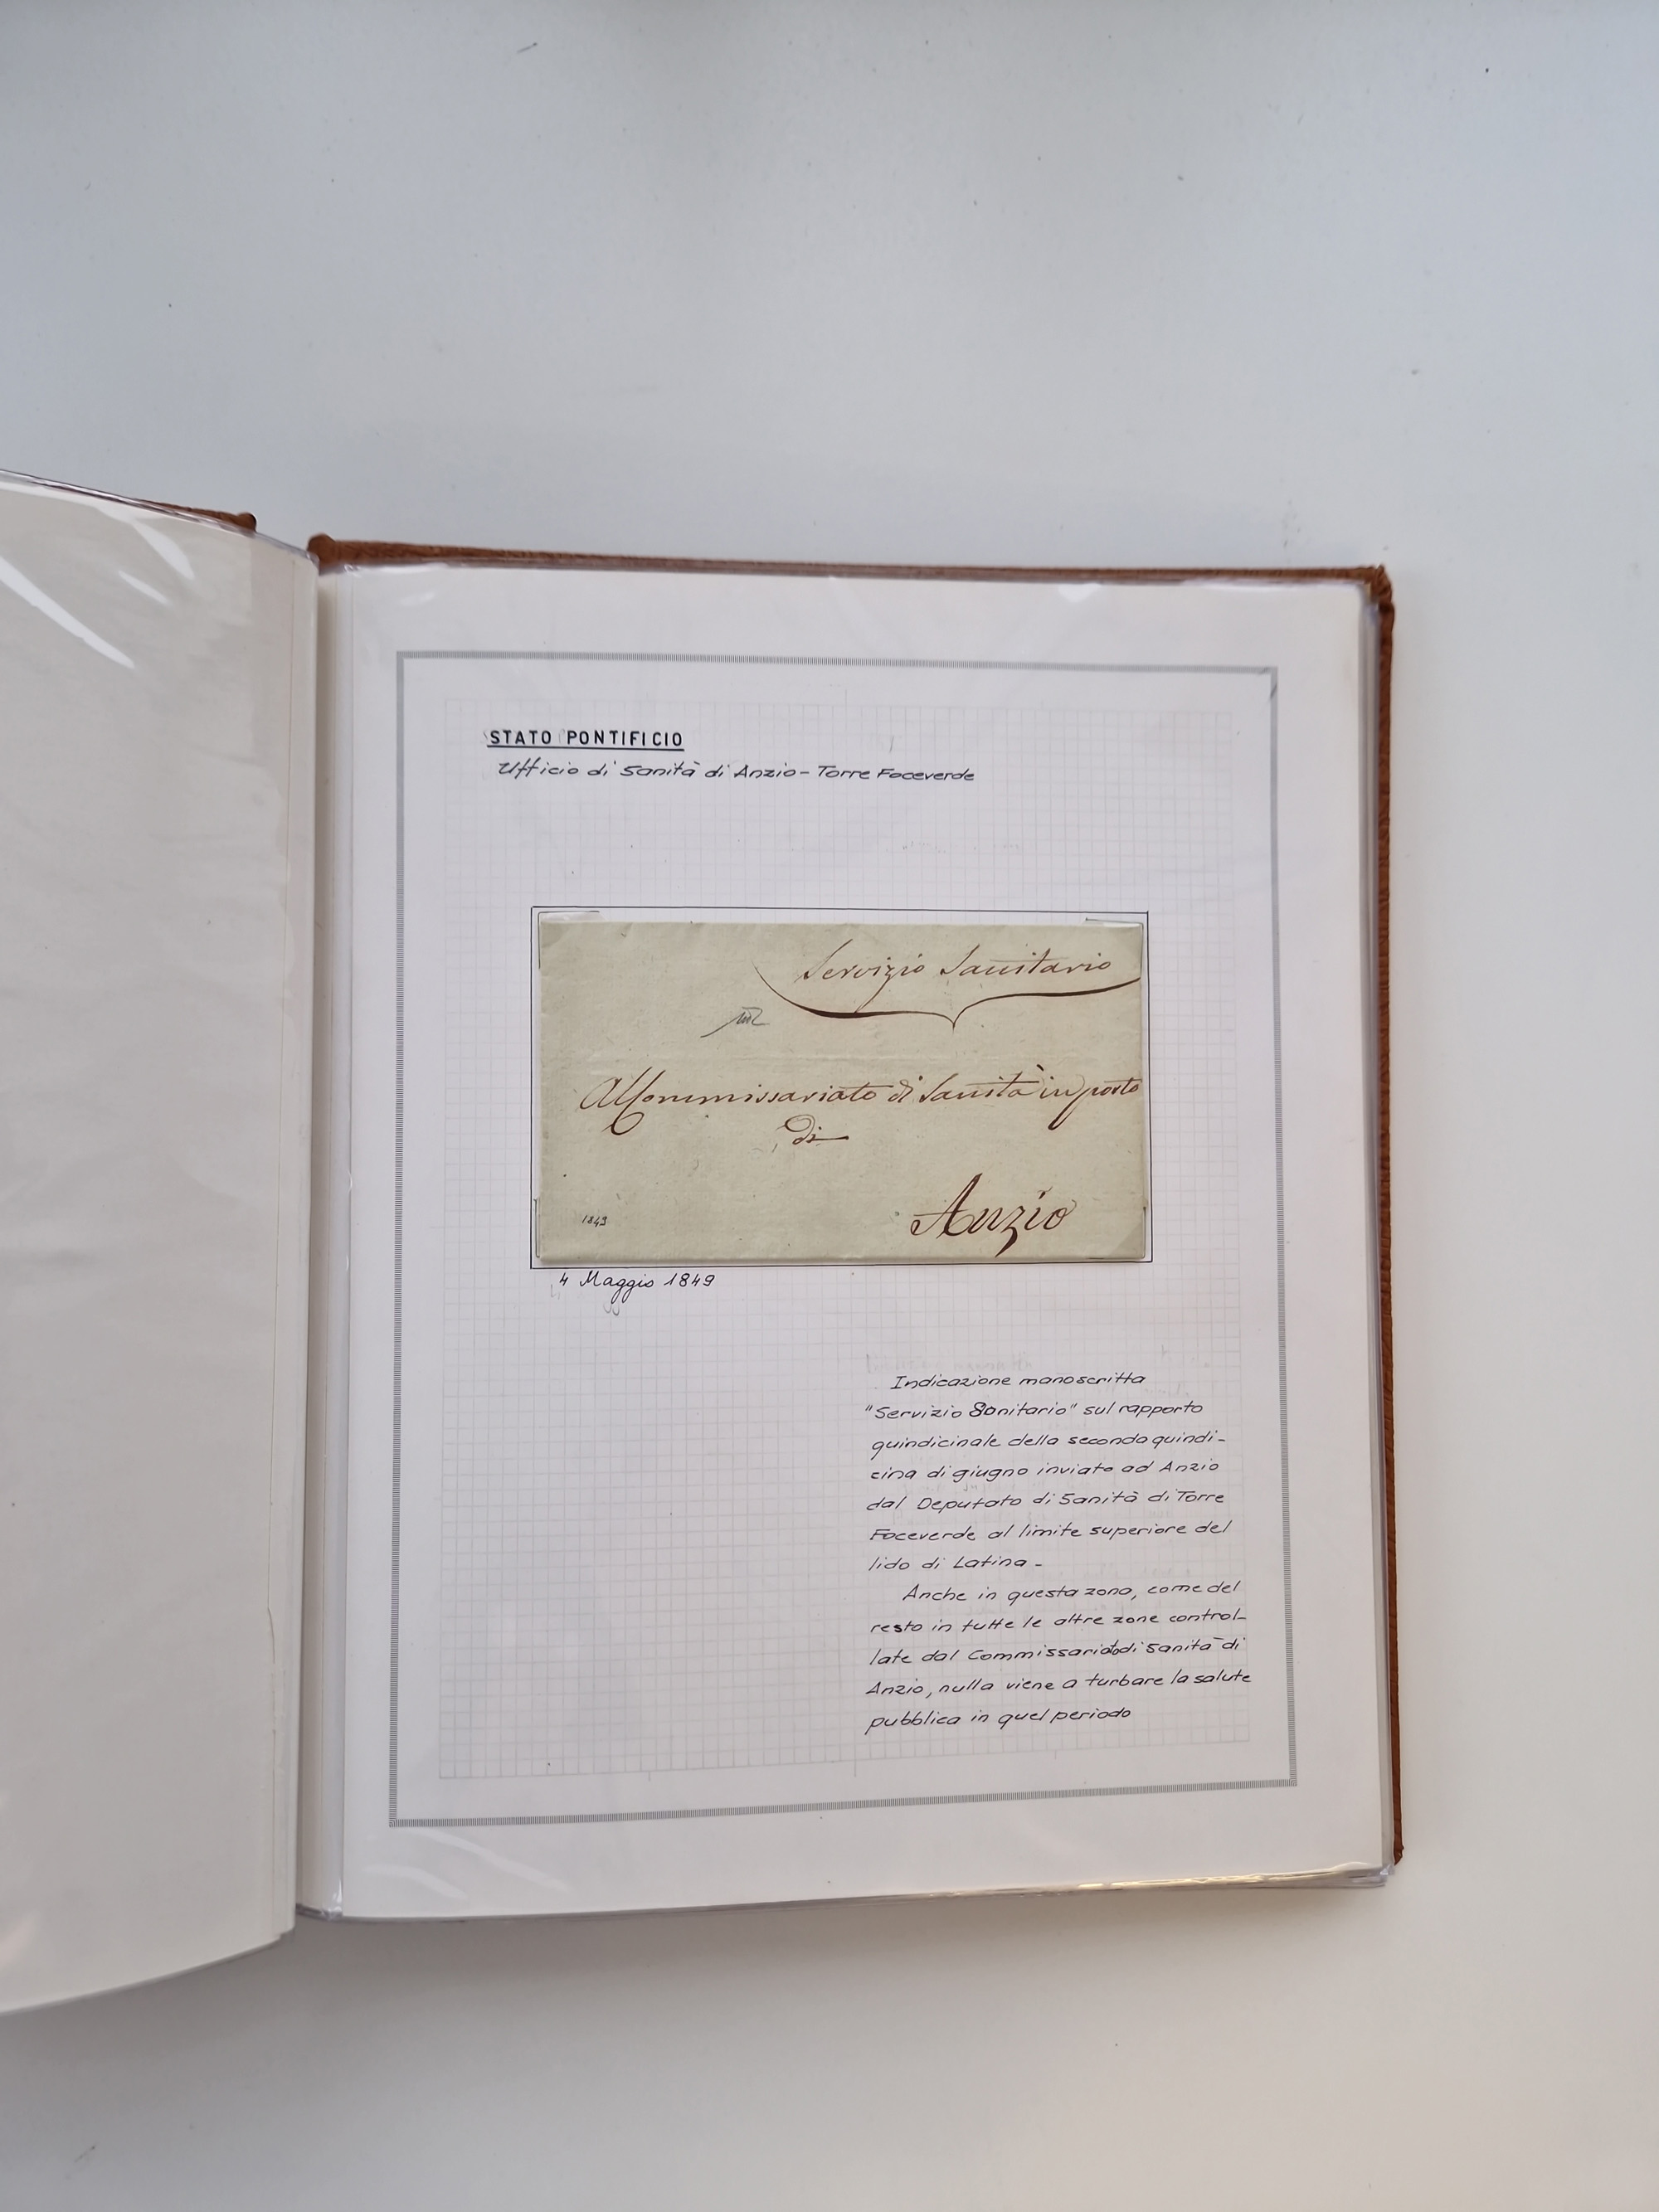 STATO PONTIFICIO
Ufficio di Sanità di Anzio - Torre Foceverde
Servizio Sanitario
Al Commissariato di Sanità in porto
di
Anzio
1849
4 Maggio 1849
Indicazione manoscritta
"Servizio Sanitario" sul rapporto
quindicinale della seconda quindi-
cina di giugno inviato ad Anzio
dal Deputato di Sanità di Torre
Foceverde al limite superiore del
lido di Latina -
Anche in questa zona, come del
resto in tutte le altre zone control-
late dal Commissariato di Sanità di
Anzio, nulla viene a turbare la salute
pubblica in quel periodo